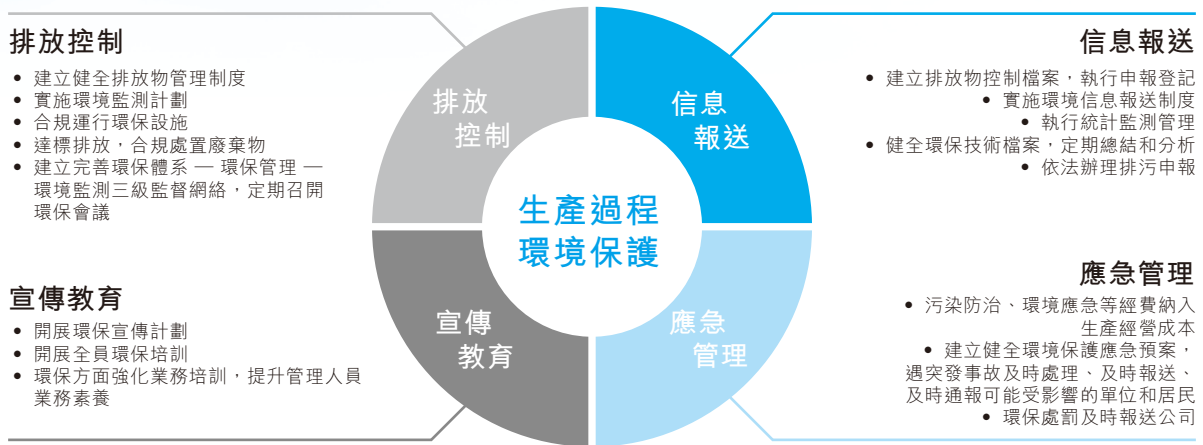 排放控制
• 建立健全排放物管理制度
• 實施環境監測計劃
• 合規運行環保設施
• 達標排放，合規處置廢棄物
• 建立完善環保體系 — 環保管理 —
環境監測三級監督網絡，定期召開
環保會議
信息報送
• 建立排放物控制檔案，執行申報登記
• 實施環境信息報送制度
• 執行統計監測管理
• 健全環保技術檔案，定期總結和分析
• 依法辦理排污申報
排放
控制
信息
報送
生產過程
環境保護
宣傳
教育
應急
管理
宣傳教育
• 開展環保宣傳計劃
• 開展全員環保培訓
• 環保方面強化業務培訓，提升管理人員
業務素養
應急管理
• 污染防治、環境應急等經費納入
生產經營成本
• 建立健全環境保護應急預案，
遇突發事故及時處理、及時報送、
及時通報可能受影響的單位和居民
• 環保處罰及時報送公司